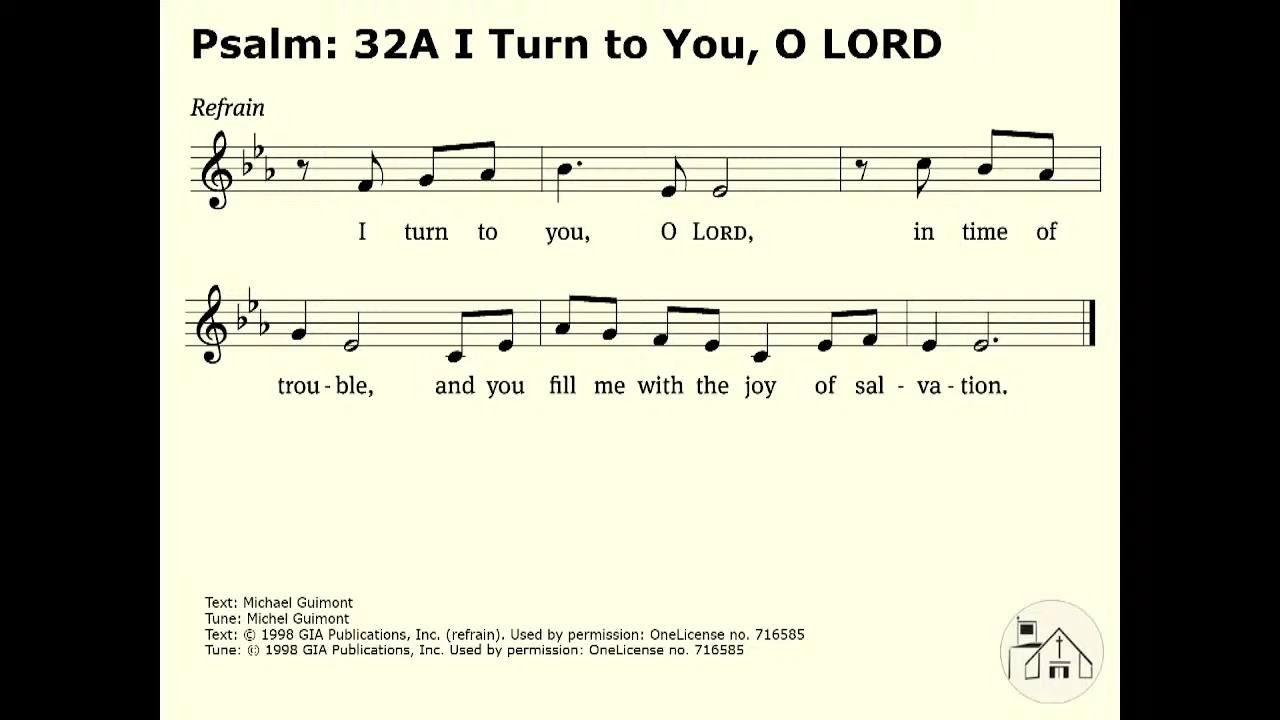 Psalm: 32A I Turn to You, O LORD
Refrain
I turn to you, O LORD, in time of
trou - ble, and you fill me with the joy of sal - va - tion.
Text: Michael Guimont
Tune: Michel Guimont
Text: © 1998 GIA Publications, Inc. (refrain). Used by permission: OneLicense no. 716585
Tune: © 1998 GIA Publications, Inc. Used by permission: OneLicense no. 716585